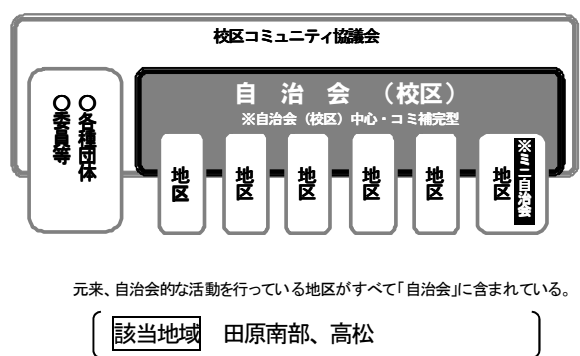 校区コミュニティ協議会
自 治 会 （校区）
※自治会（校区）中心・コミ補完型
○各種団体
○委員等
地区
地区
地区
地区
地区
地区
※ミニ自治会
元来、自治会的な活動を行っている地区がすべて「自治会」に含まれている。
該当地域 田原南部、高松